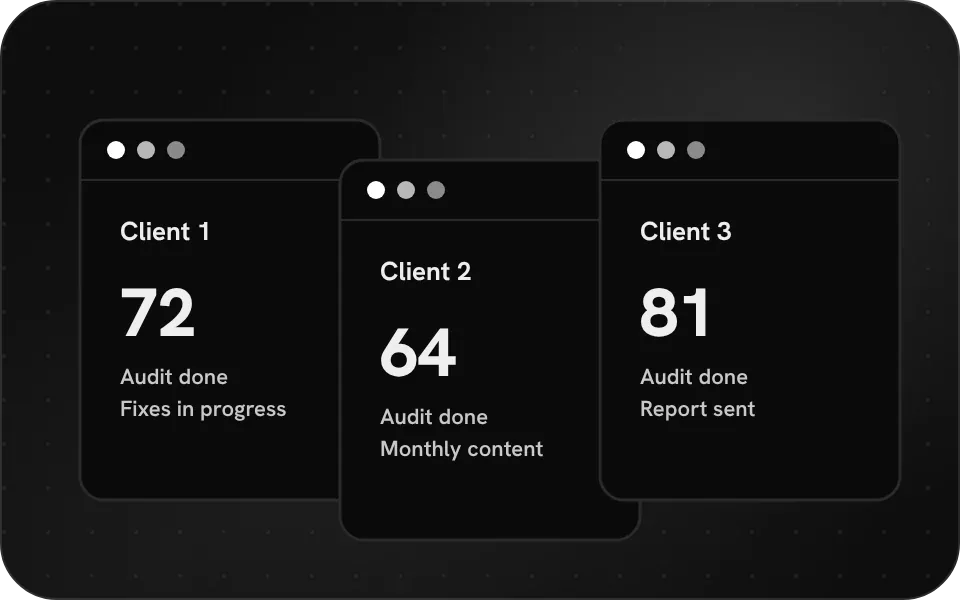 Client 1
72
Audit done
Fixes in progress
Client 2
64
Audit done
Monthly content
Client 3
81
Audit done
Report sent